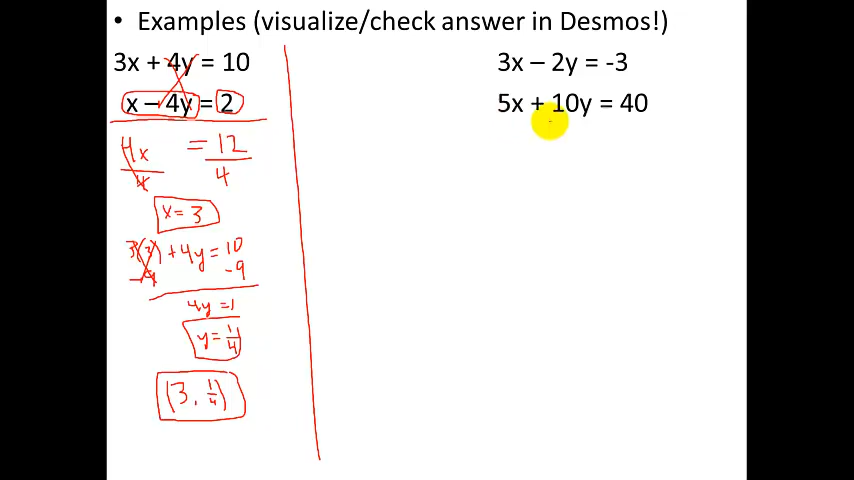 • Examples (visualize/check answer in Desmos!)
3x + 4y = 10
x – 4y = 2
4x = 12
4 4
x = 3
3(3) + 4y = 10
-9 -9
4y = 1
y = 1/4
(3, 1/4)
3x – 2y = -3
5x + 10y = 40